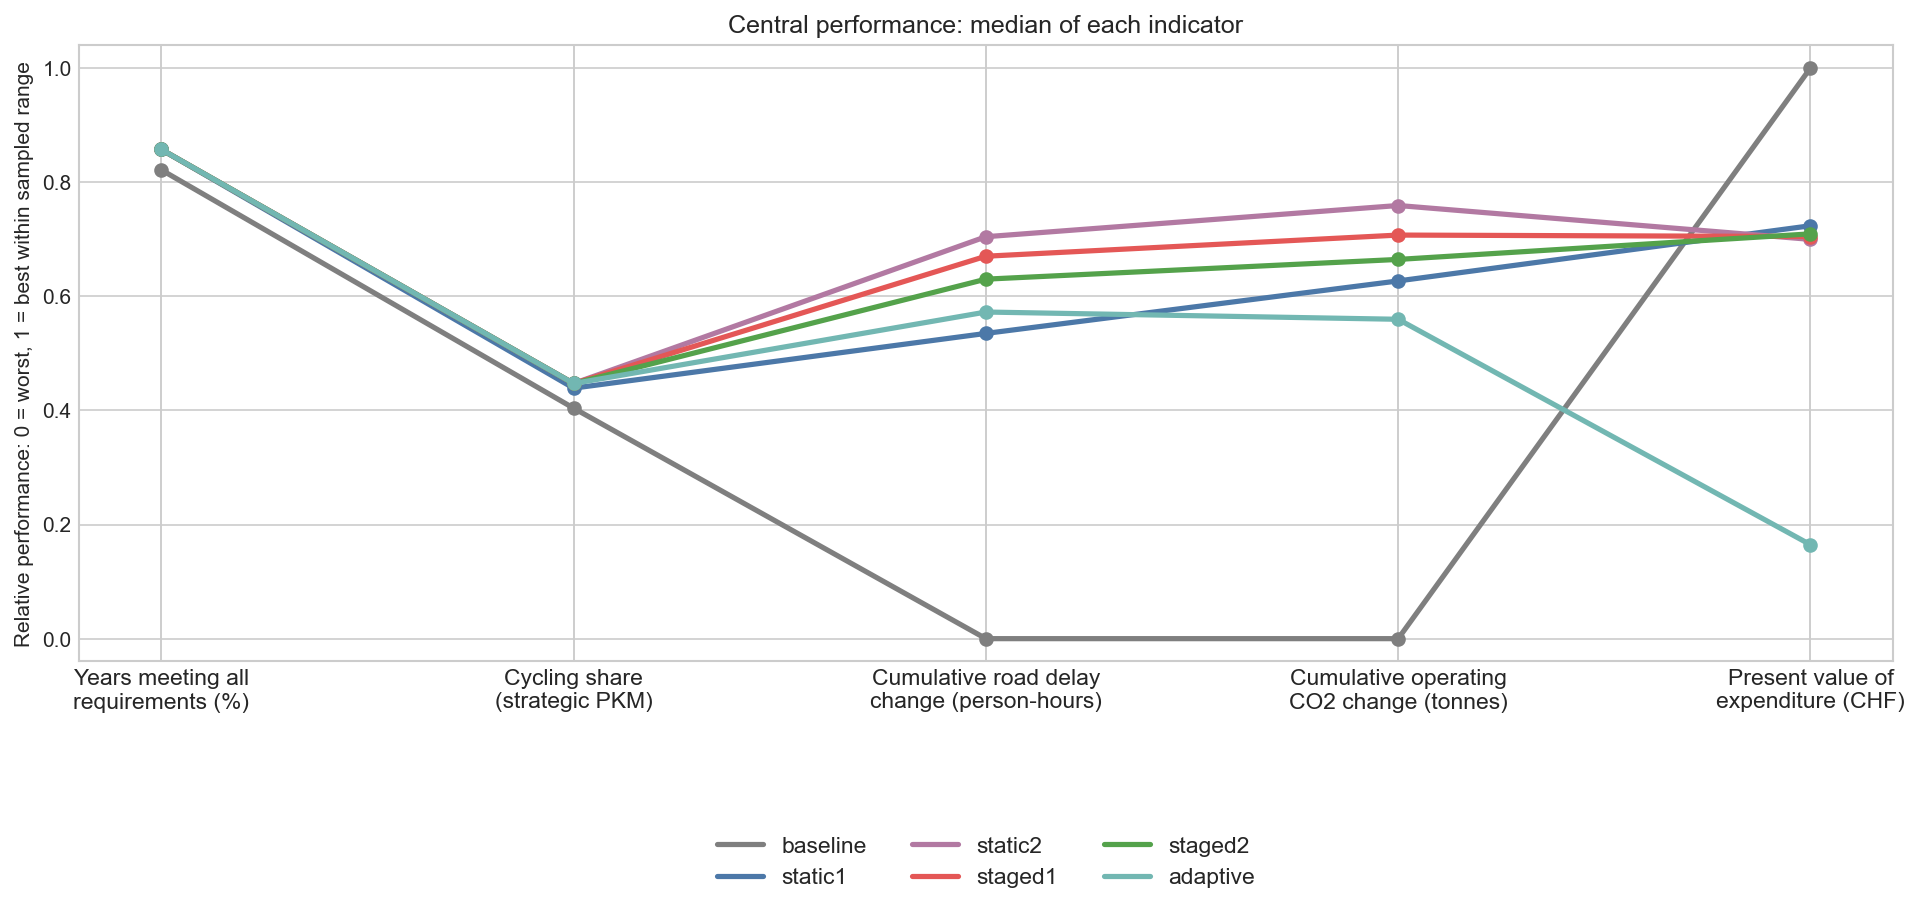 Central performance: median of each indicator
Relative performance: 0 = worst, 1 = best within sampled range
1.0
0.8
0.6
0.4
0.2
0.0
Years meeting all
requirements (%)
Cycling share
(strategic PKM)
Cumulative road delay
change (person-hours)
Cumulative operating
CO2 change (tonnes)
Present value of
expenditure (CHF)
baseline
static1
static2
staged1
staged2
adaptive